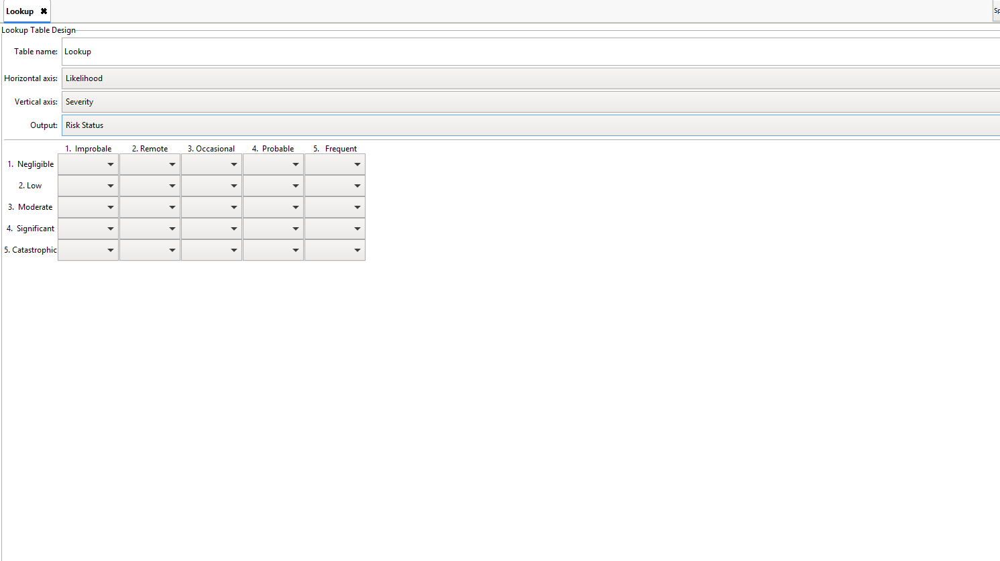 Lookup ✖
Sp
Lookup Table Design
Table name: Lookup
Horizontal axis: Likelihood
Vertical axis: Severity
Output: Risk Status
1. Improbale 2. Remote 3. Occasional 4. Probable 5. Frequent
1. Negligible
2. Low
3. Moderate
4. Significant
5. Catastrophic